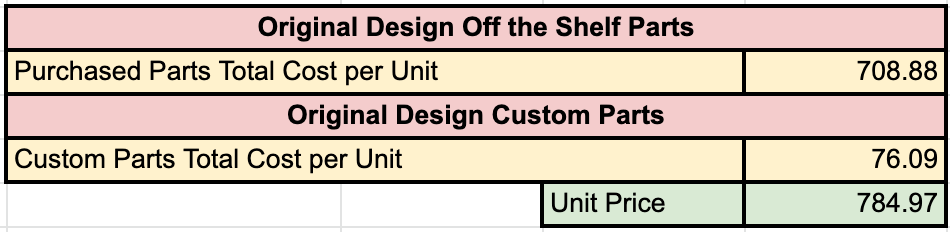 Original Design Off the Shelf Parts
Purchased Parts Total Cost per Unit 708.88
Original Design Custom Parts
Custom Parts Total Cost per Unit 76.09
Unit Price 784.97